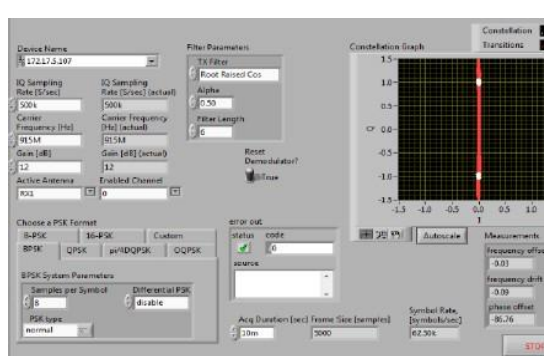 Constellation
Transitions
Device Name
172.17.5.107
Filter Parameters
TX Filter
Root Raised Cos
Alpha
0.50
Filter Length
6
Constellation Graph
1.5
1.0
0.5
0.0
-0.5
-1.0
-1.5
-1.5 -1.0 -0.5 0.0 0.5 1.0
I
IQ Sampling
Rate [S/sec]
500k
IQ Sampling
Rate [S/sec] (actual)
500k
Carrier
Frequency [Hz]
915M
Carrier Frequency
[Hz] (actual)
915M
Gain [dB]
12
Gain [dB] (actual)
12
Active Antenna
RX1
Enabled Channel
0
Reset
Demodulator?
True
Choose a PSK Format
8-PSK 16-PSK Custom
BPSK QPSK pi/4DQPSK OQPSK
BPSK System Parameters
Samples per Symbol
8
Differential PSK
disable
PSK type
normal
error out
status code
0
source
Autoscale
Measurements
frequency offse
-0.03
frequency drift
-0.09
phase offset
-86.76
Acq Duration [sec]
10m
Frame Size [samples]
5000
Symbol Rate,
[symbols/sec]
62.50k
STO